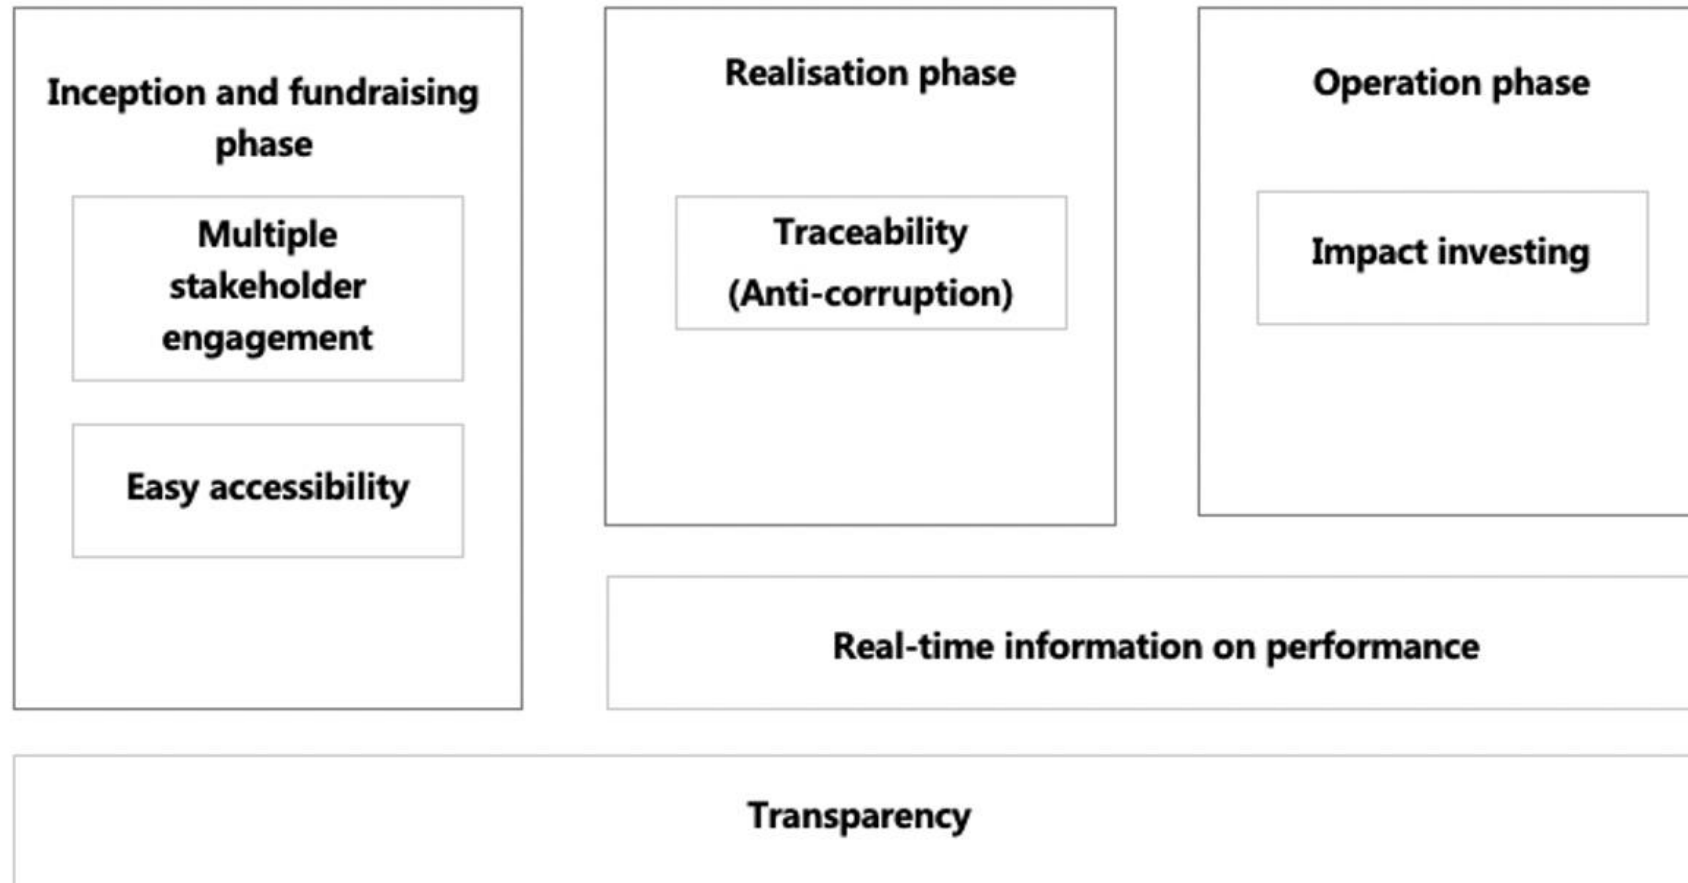 Inception and fundraising
phase
Multiple
stakeholder
engagement
Easy accessibility
Realisation phase
Traceability
(Anti-corruption)
Operation phase
Impact investing
Real-time information on performance
Transparency